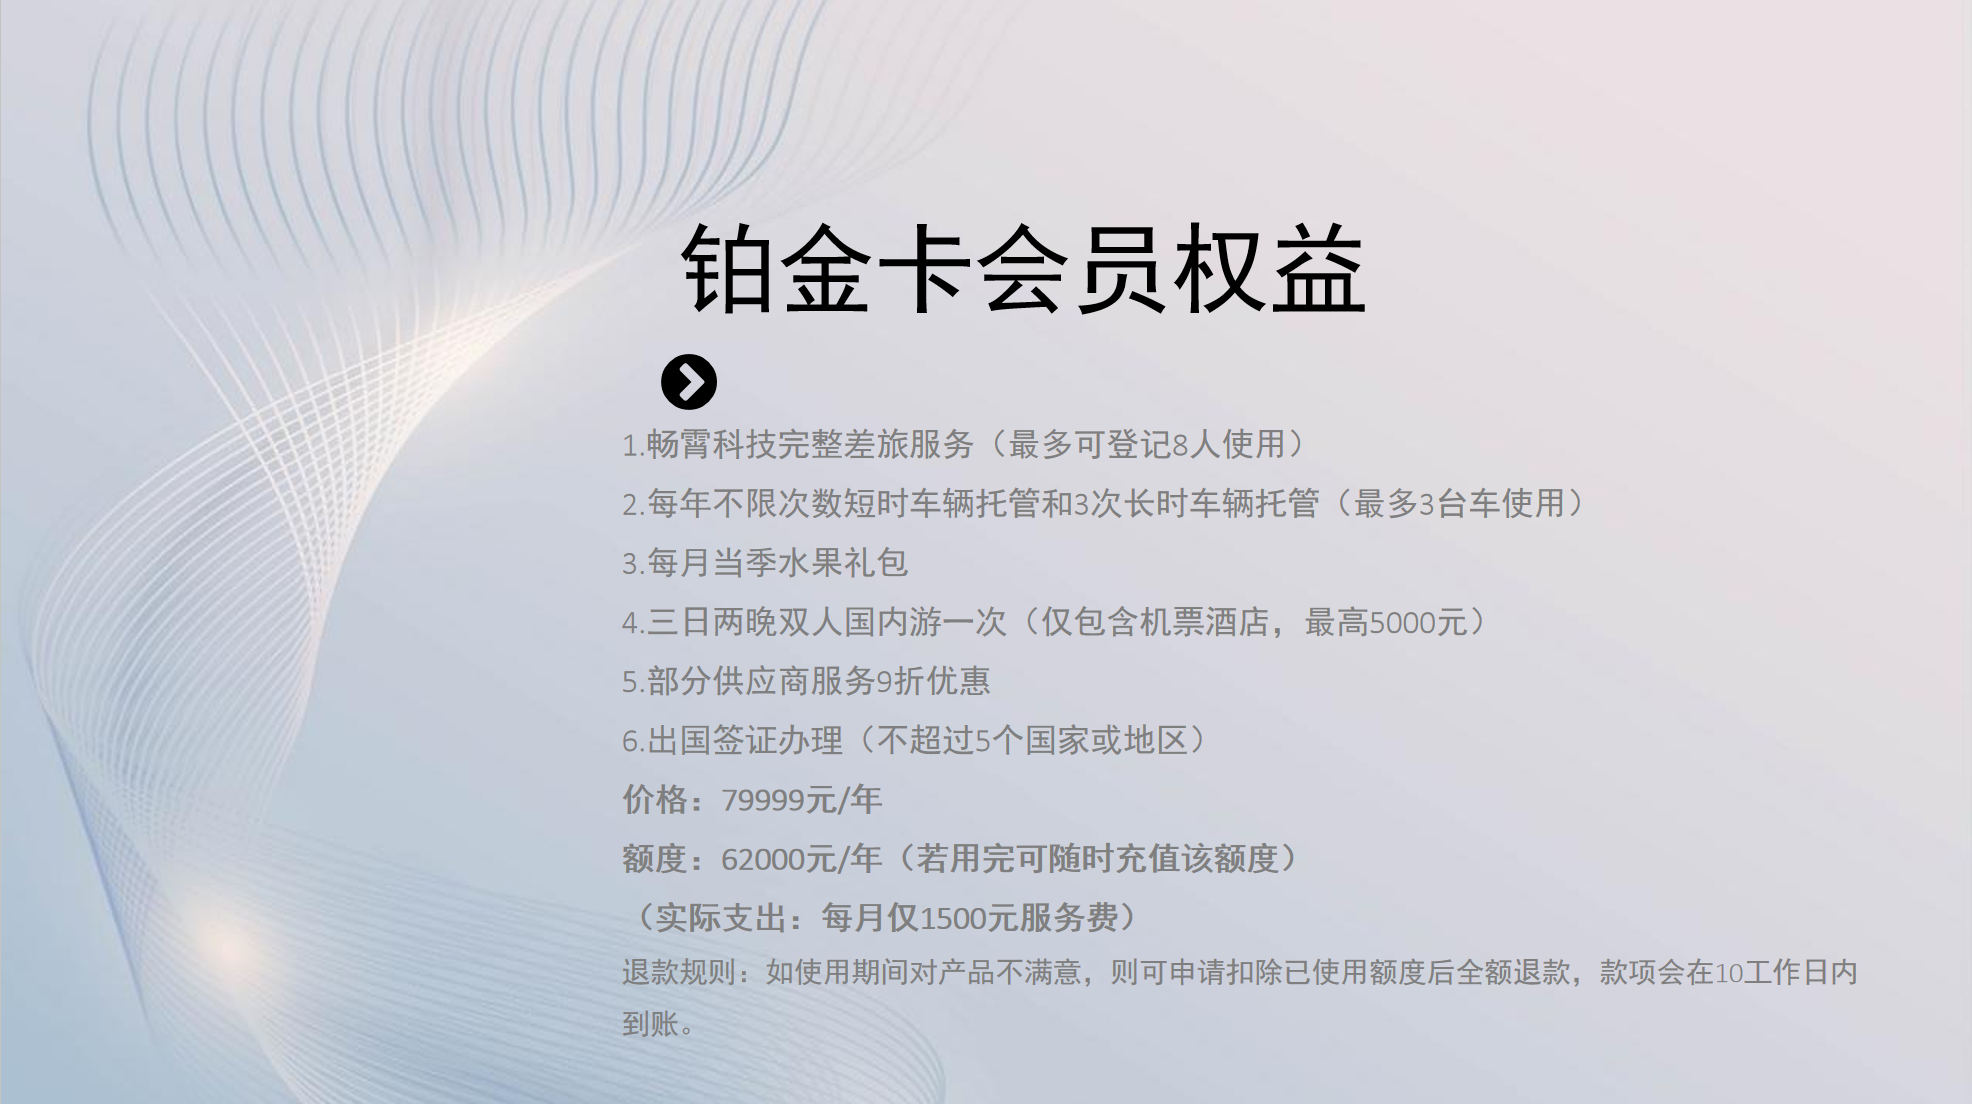 铂金卡会员权益
1.畅霄科技完整差旅服务（最多可登记8人使用）
2.每年不限次数短时车辆托管和3次长时车辆托管（最多3台车使用）
3.每月当季水果礼包
4.三日两晚双人国内游一次（仅包含机票酒店，最高5000元）
5.部分供应商服务9折优惠
6.出国签证办理（不超过5个国家或地区）
价格：79999元/年
额度：62000元/年（若用完可随时充值该额度）
（实际支出：每月仅1500元服务费）
退款规则：如使用期间对产品不满意，则可申请扣除已使用额度后全额退款，款项会在10工作日内
到账。